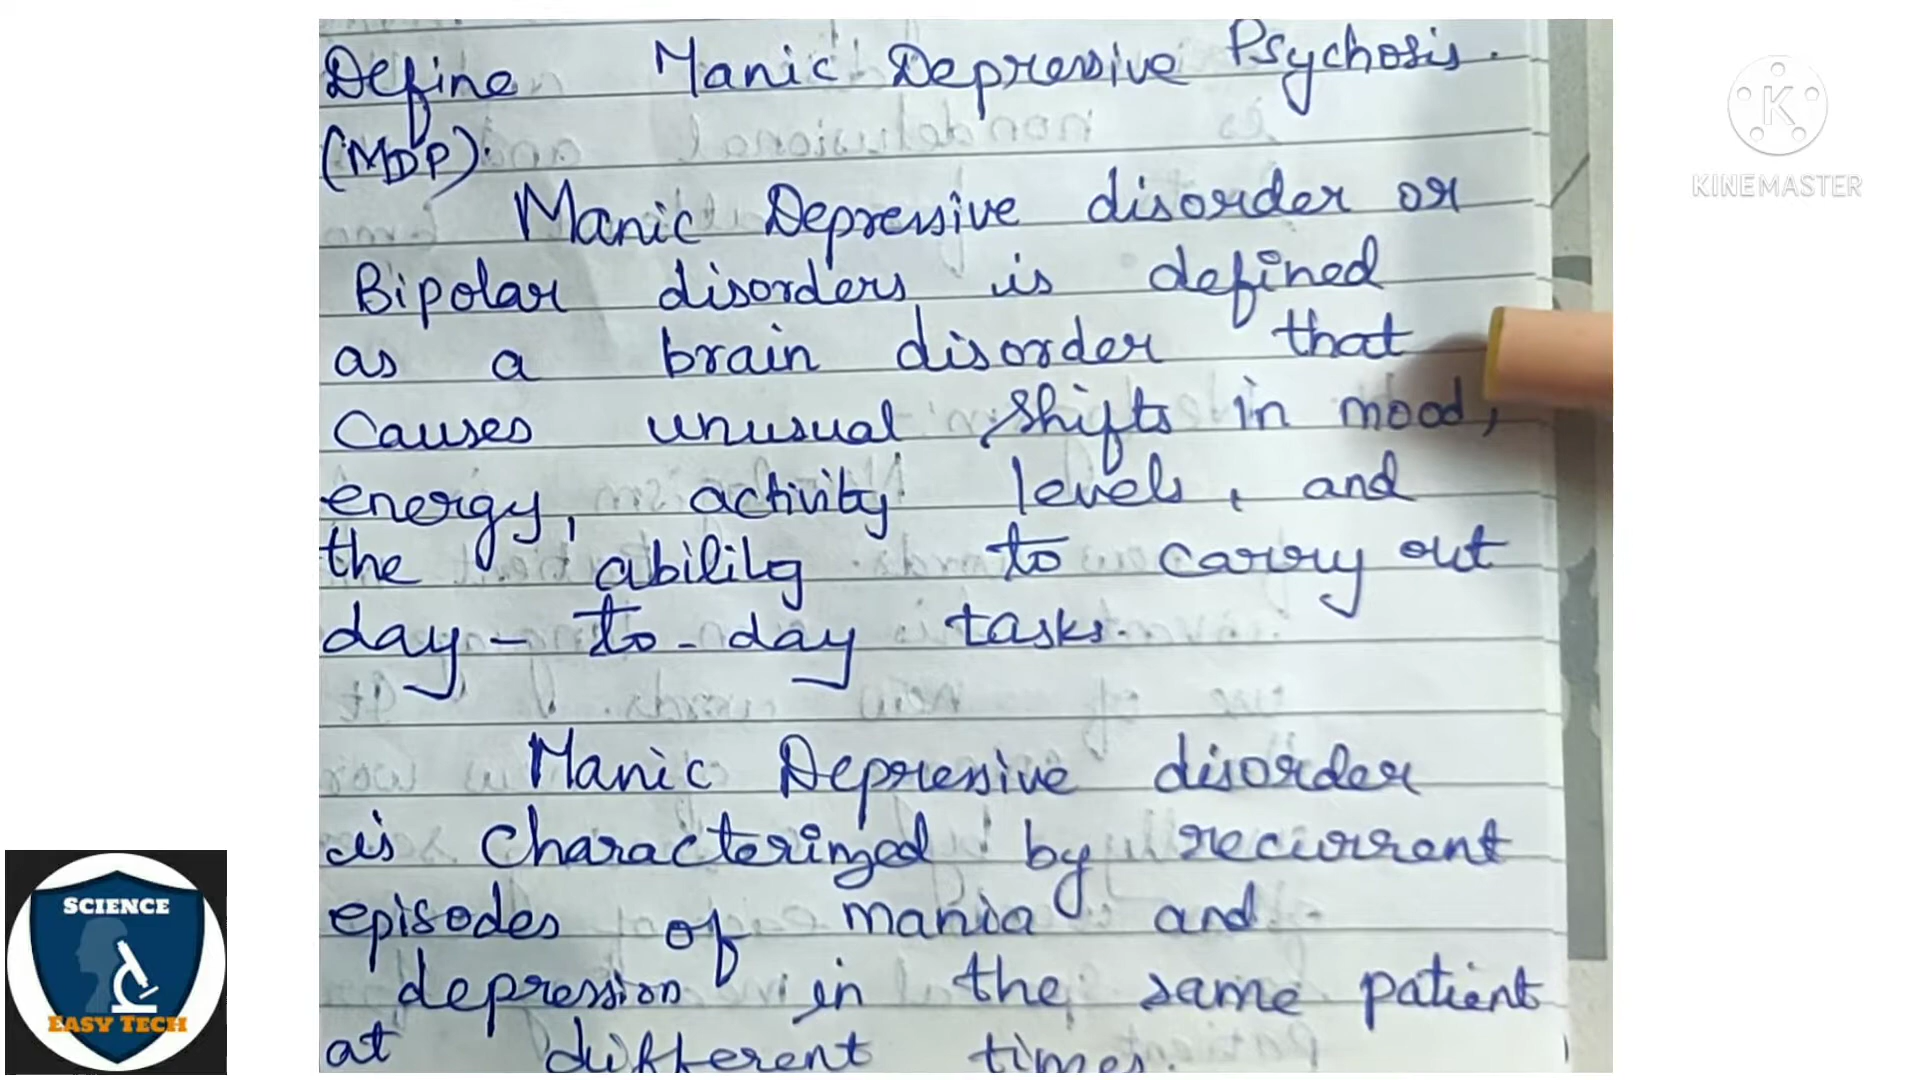 Define Manic Depressive Psychosis.
(MDP).
Manic Depressive disorder or
Bipolar disorders is defined
as a brain disorder that
causes unusual shifts in mood,
energy, activity levels, and
the ability to carry out
day-to-day tasks.
Manic Depressive disorder
is characterized by recurrent
episodes of mania and
depression in the same patient
at different times.
K
KINEMASTER
SCIENCE
EASY TECH